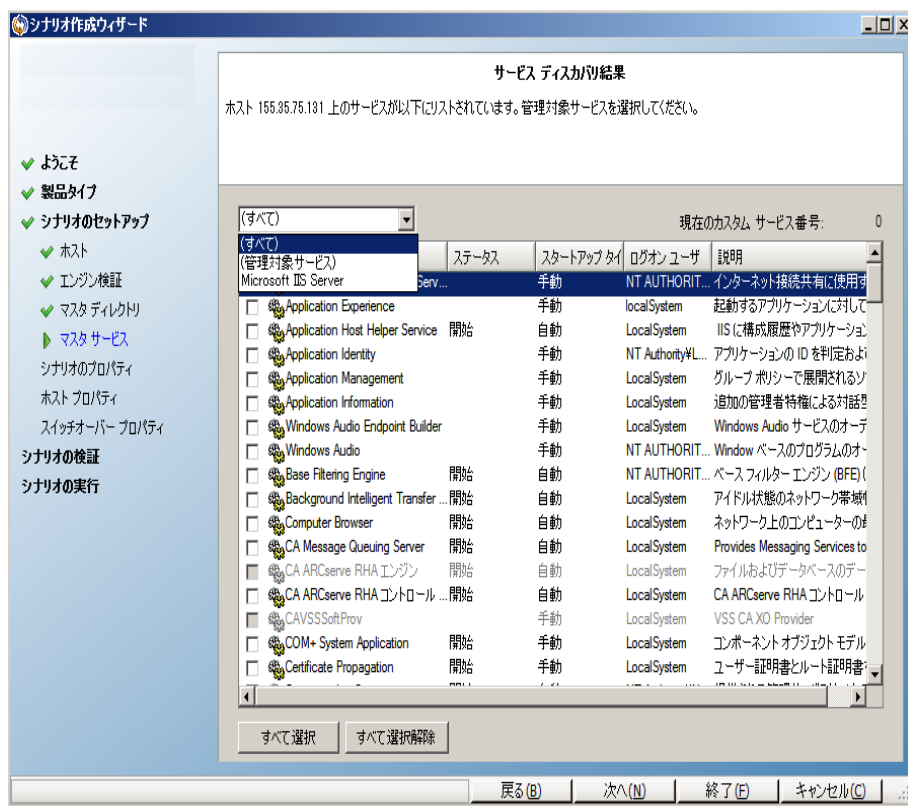 シナリオ作成ウィザード
サービス ディスカバリ結果
ホスト 155.35.75.131 上のサービスが以下にリストされています。管理対象サービスを選択してください。
ようこそ
製品タイプ
シナリオのセットアップ
ホスト
エンジン検証
マスタ ディレクトリ
マスタ サービス
シナリオのプロパティ
ホスト プロパティ
スイッチオーバー プロパティ
シナリオの検証
シナリオの実行
(すべて)
現在のカスタム サービス番号: 0
(すべて)
(管理対象サービス)
Microsoft IIS Server
ステータス スタートアップ タイ ログオン ユーザ 説明
Serv... 手動 NT AUTHORIT... インターネット接続共有に使用す
Application Experience 手動 localSystem 起動するアプリケーションに対して
Application Host Helper Service 開始 自動 LocalSystem IIS に構成履歴やアプリケーション
Application Identity 手動 NT Authority¥L... アプリケーションの ID を判定およ
Application Management 手動 LocalSystem グループ ポリシーで展開されるソ
Application Information 手動 LocalSystem 追加の管理者特権による対話型
Windows Audio Endpoint Builder 手動 LocalSystem Windows Audio サービスのオーデ
Windows Audio 手動 NT AUTHORIT... Window ベースのプログラムのオー
Base Filtering Engine 開始 自動 NT AUTHORIT... ベース フィルター エンジン (BFE) (
Background Intelligent Transfer ... 開始 自動 LocalSystem アイドル状態のネットワーク帯域
Computer Browser 開始 自動 LocalSystem ネットワーク上のコンピューターの
CA Message Queuing Server 開始 自動 LocalSystem Provides Messaging Services to
CA ARCserve RHA エンジン 開始 自動 LocalSystem ファイルおよびデータベースのデー
CA ARCserve RHA コントロール ... 開始 自動 LocalSystem CA ARCserve RHA コントロール
CAVSSSoftProv 手動 LocalSystem VSS CA XO Provider
COM+ System Application 開始 手動 LocalSystem コンポーネント オブジェクト モデル
Certificate Propagation 開始 手動 LocalSystem ユーザー証明書とルート証明書
すべて選択 すべて選択解除
戻る(B) 次へ(N) 終了(F) キャンセル(C)